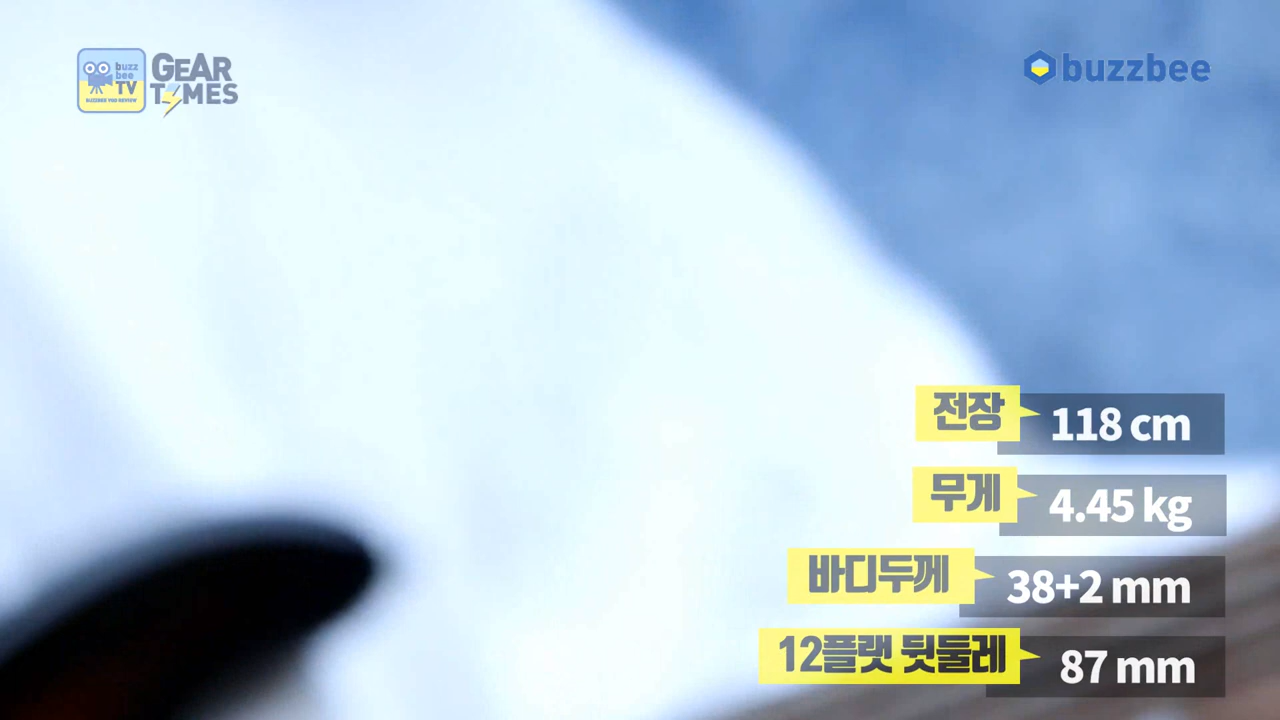 buzz
bee
TV
BUZZBEE VOD REVIEW
GEAR
TIMES
buzzbee
전장 118 cm
무게 4.45 kg
바디두께 38+2 mm
12플랫 뒷둘레 87 mm